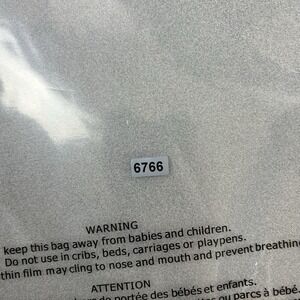 6766
WARNING
keep this bag away from babies and children.
Do not use in cribs, beds, carriages or playpens.
thin film may cling to nose and mouth and prevent breathing
ATTENTION
de portée des bébés et enfants.
ou parcs à bébé.